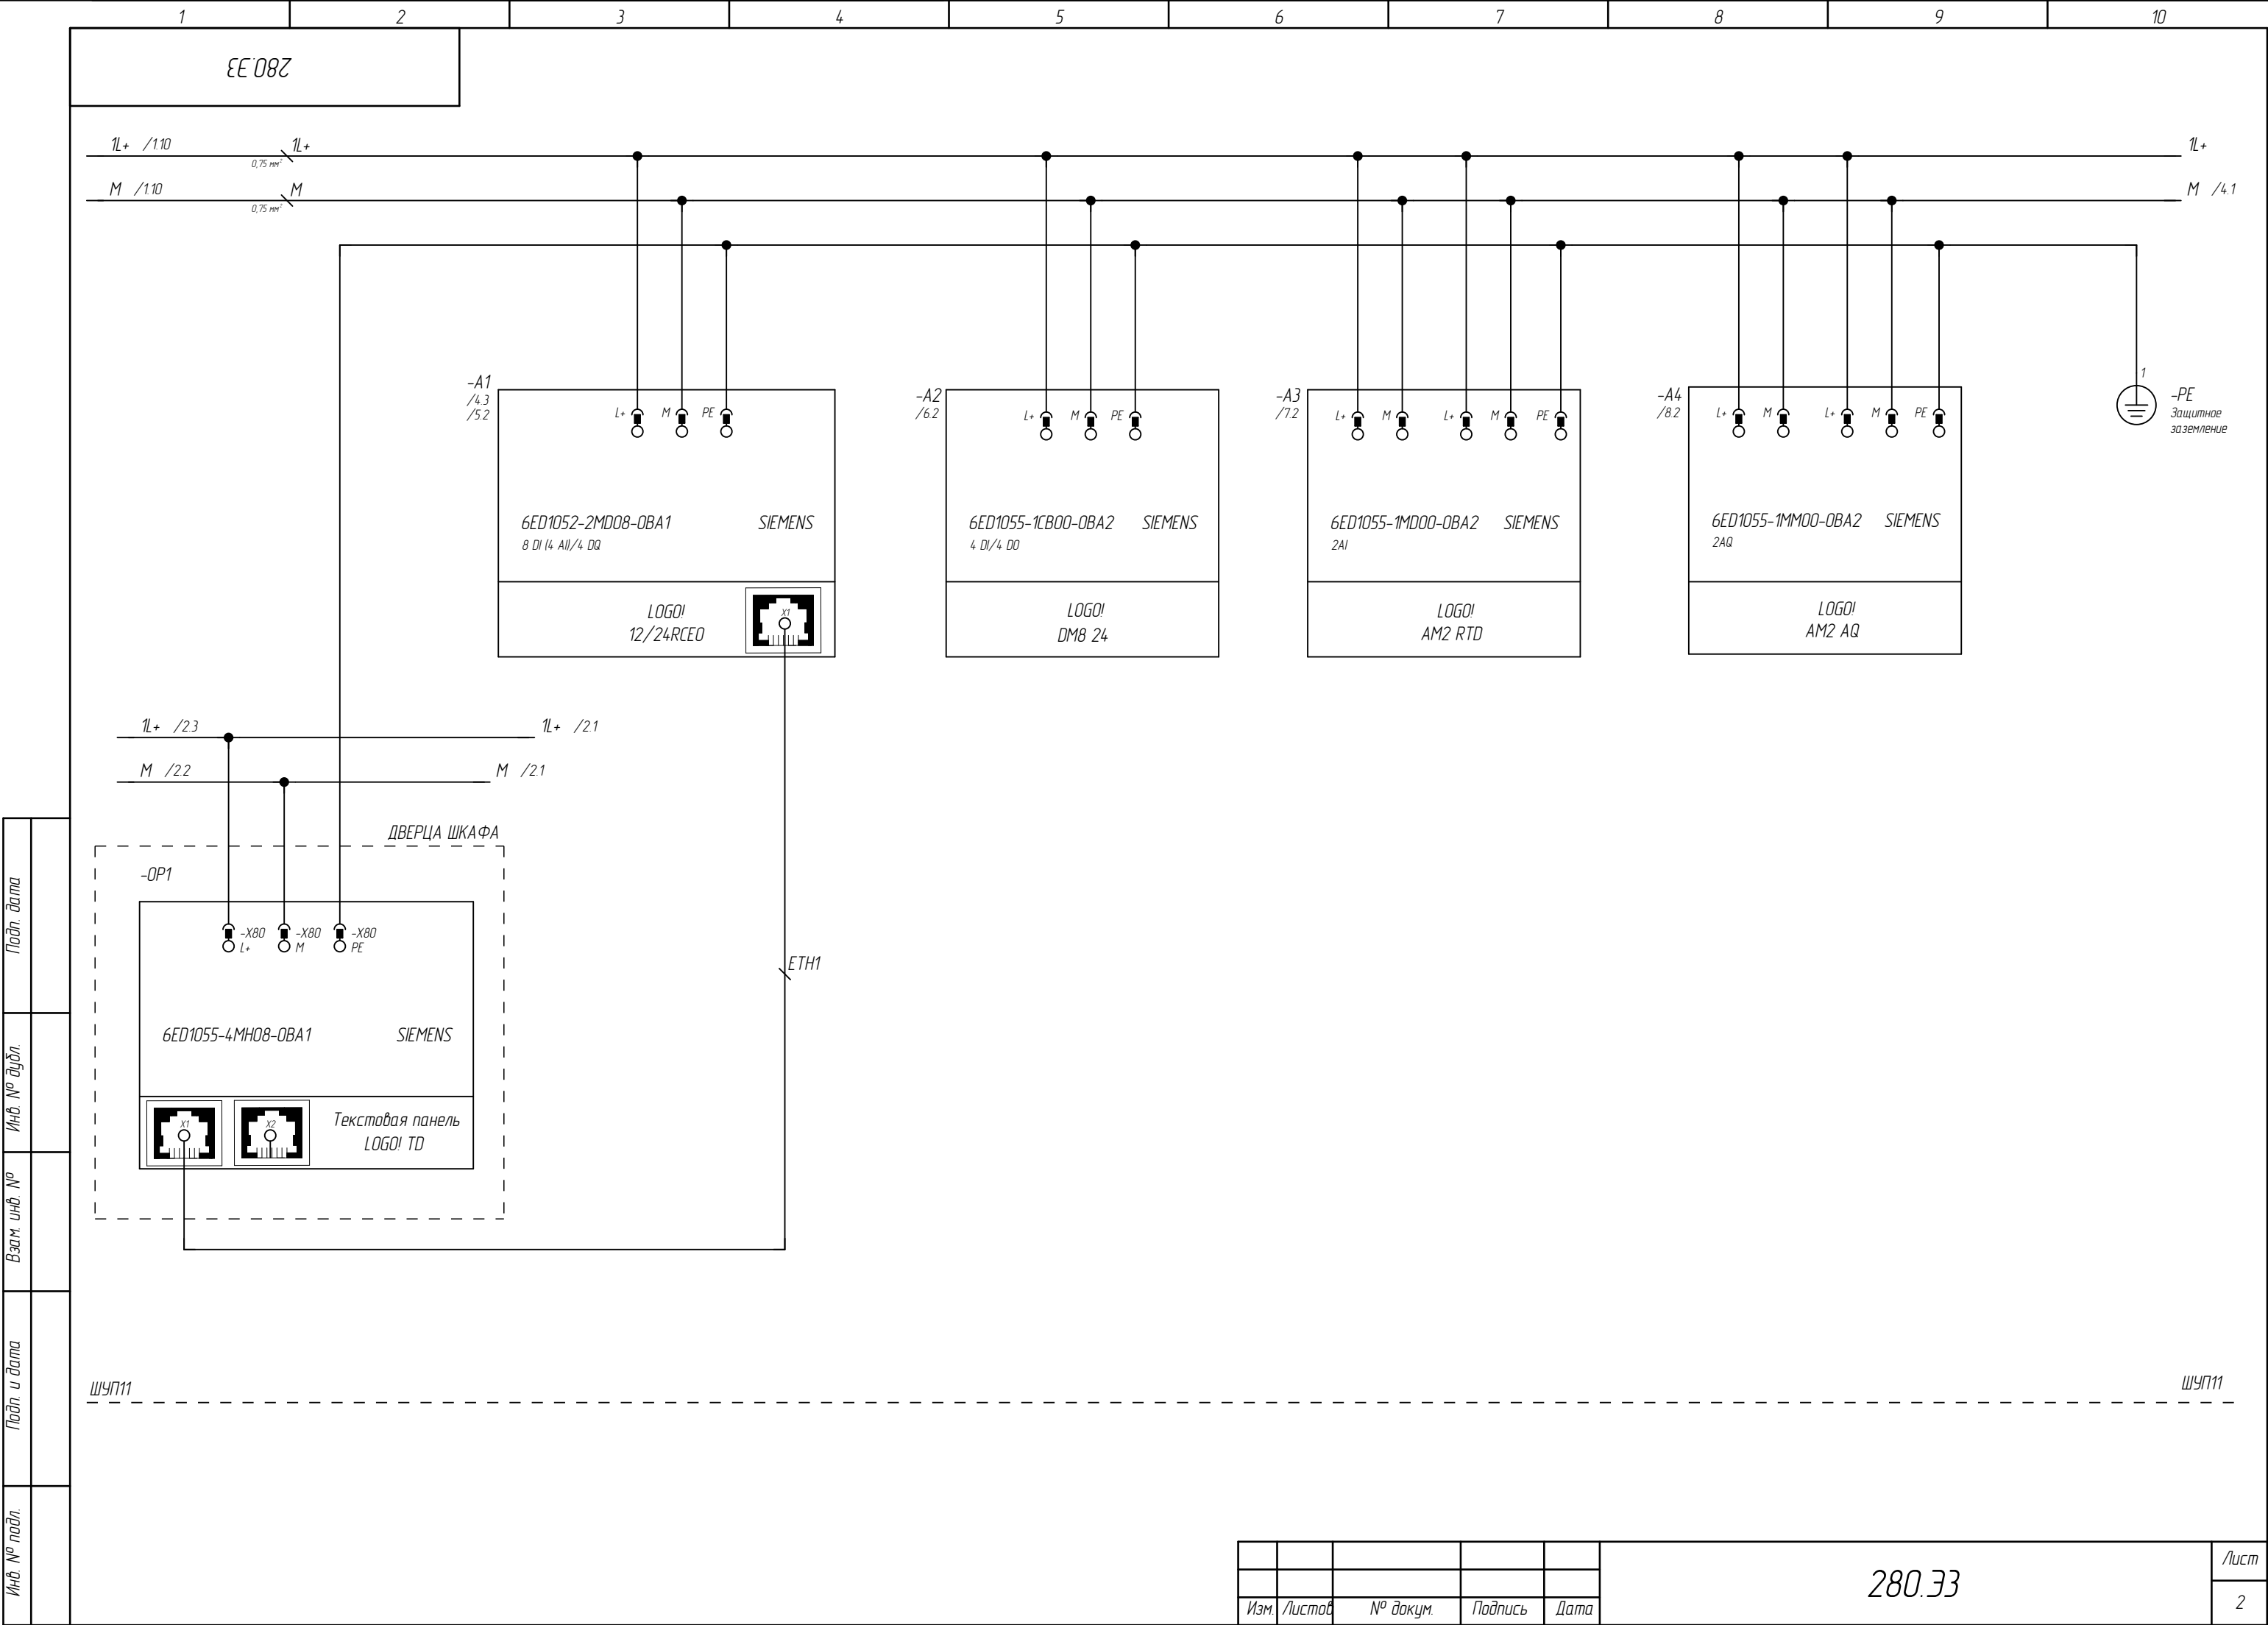 1 2 3 4 5 6 7 8 9 10
280.ЭЗ
1L+ /1.10 1L+ 1L+
0,75 мм²
M /1.10 M M /4.1
0,75 мм²
-A1
/4.3
/5.2
L+ M PE
6ED1052-2MD08-0BA1 SIEMENS
8 DI (4 AI)/4 DQ
LOGO!
12/24RCEO
X1
-A2
/6.2
L+ M PE
6ED1055-1CB00-0BA2 SIEMENS
4 DI/4 DO
LOGO!
DM8 24
-A3
/7.2
L+ M L+ M PE
6ED1055-1MD00-0BA2 SIEMENS
2AI
LOGO!
AM2 RTD
-A4
/8.2
L+ M L+ M PE
6ED1055-1MM00-0BA2 SIEMENS
2AQ
LOGO!
AM2 AQ
1
-PE
Защитное
заземление
1L+ /2.3 1L+ /2.1
M /2.2 M /2.1
ДВЕРЦА ШКАФА
-OP1
-X80 -X80 -X80
L+ M PE
6ED1055-4MH08-0BA1 SIEMENS
X1 X2
Текстовая панель
LOGO! TD
ETH1
ШУП11 ШУП11
Подп. дата
Инв. № дубл.
Взам. инв. №
Подп. и дата
Инв. № подл.
Изм. Листов № докум. Подпись Дата
280.ЭЗ
Лист
2